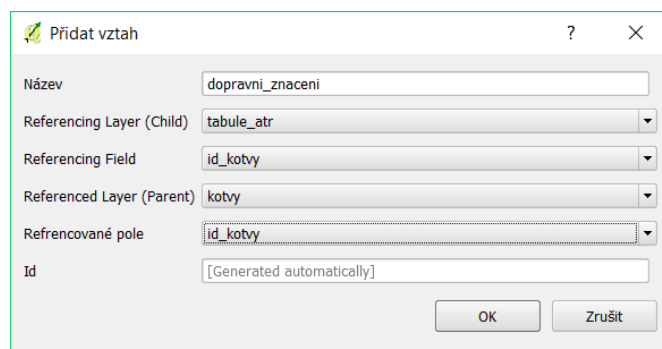 Přidat vztah ?
Název dopravni_znaceni
Referencing Layer (Child) tabule_atr
Referencing Field id_kotvy
Referenced Layer (Parent) kotvy
Refrencované pole id_kotvy
Id [Generated automatically]
OK Zrušit